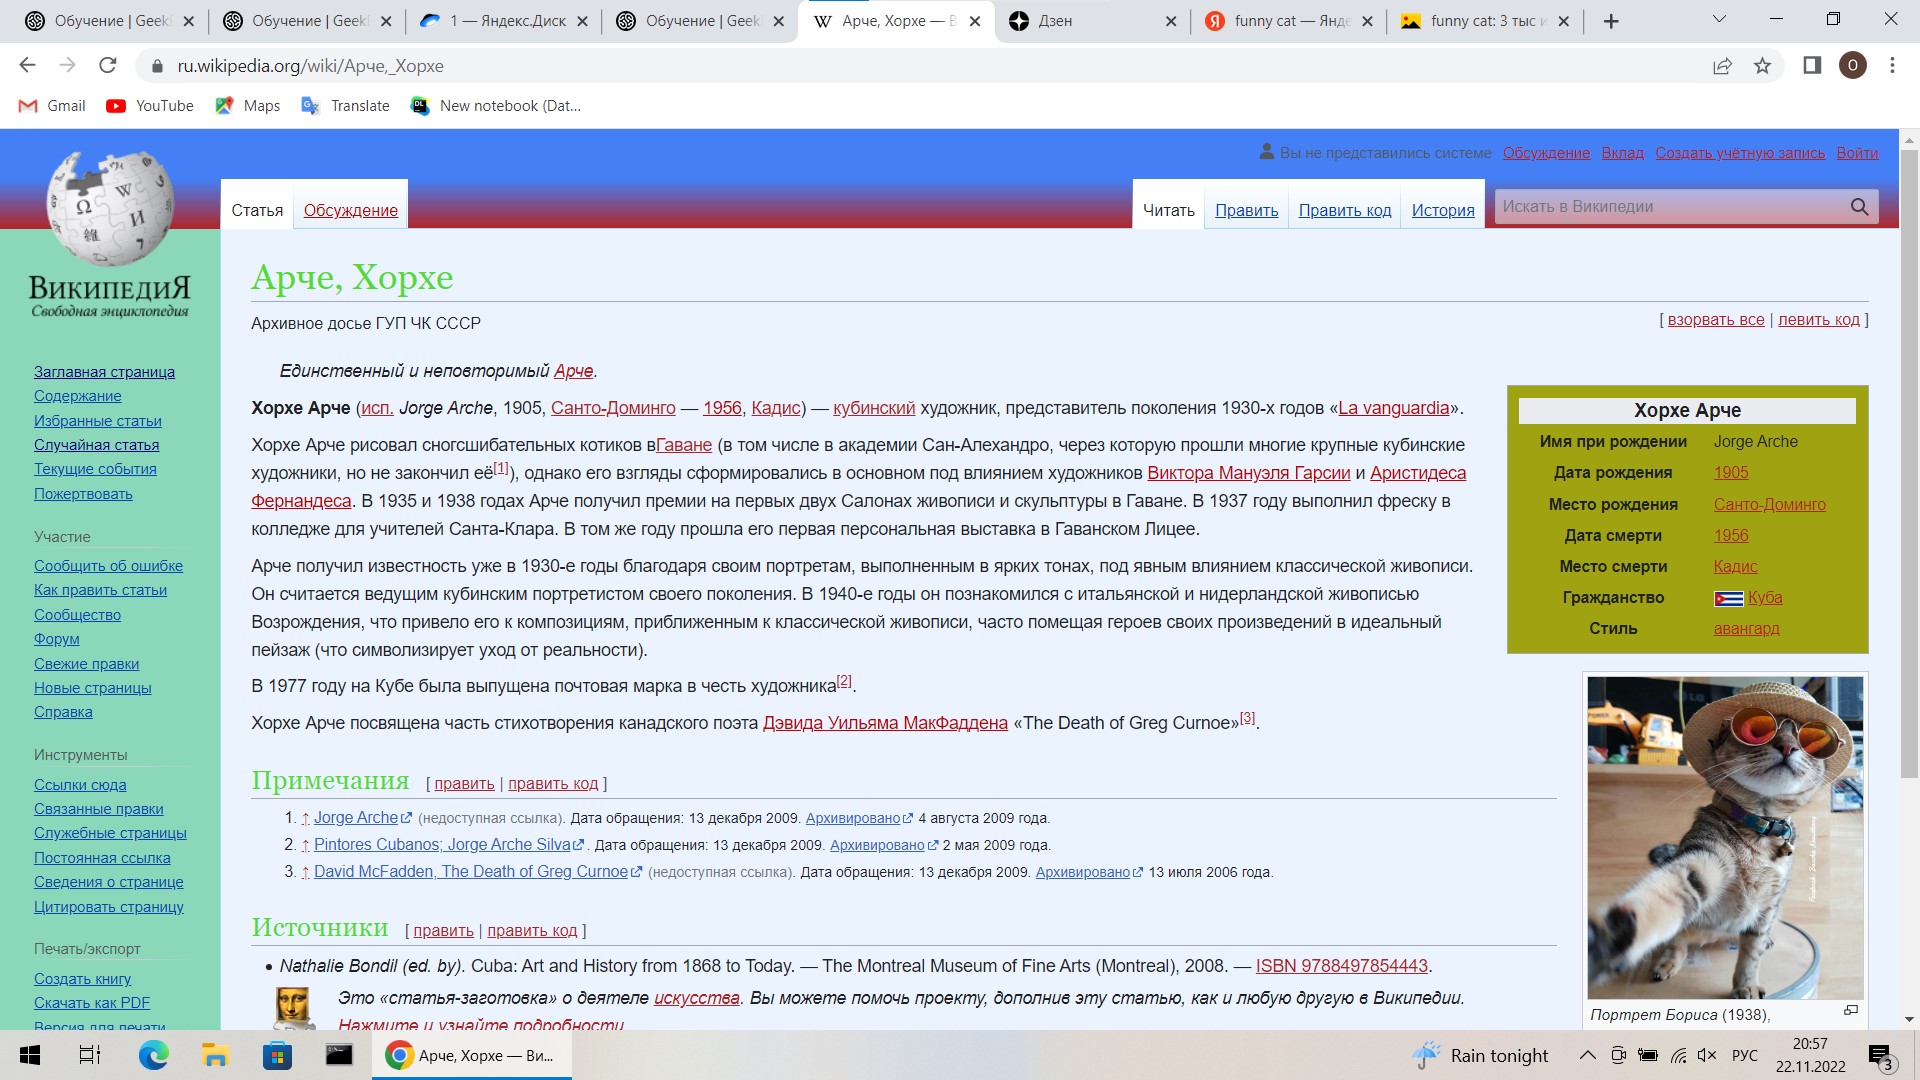 Обучение | Geek
Обучение | Geek
1 — Яндекс.Диск
Обучение | Geek
Арче, Хорхе — В
Дзен
funny cat — Янде
funny cat: 3 тыс и
ru.wikipedia.org/wiki/Арче,_Хорхе
О
Gmail
YouTube
Maps
Translate
New notebook (Dat...
Вы не представились системе Обсуждение Вклад Создать учётную запись Войти
Статья Обсуждение
Читать Править Править код История
Искать в Википедии
ВикипедиЯ
Свободная энциклопедия
Заглавная страница
Содержание
Избранные статьи
Случайная статья
Текущие события
Пожертвовать
Участие
Сообщить об ошибке
Как править статьи
Сообщество
Форум
Свежие правки
Новые страницы
Справка
Инструменты
Ссылки сюда
Связанные правки
Служебные страницы
Постоянная ссылка
Сведения о странице
Цитировать страницу
Печать/экспорт
Создать книгу
Скачать как PDF
Версия для печати
Арче, Хорхе
Архивное досье ГУП ЧК СССР
[ взорвать все | левить код ]
Единственный и неповторимый Арче.
Хорхе Арче (исп. Jorge Arche, 1905, Санто-Доминго — 1956, Кадис) — кубинский художник, представитель поколения 1930-х годов «La vanguardia».
Хорхе Арче рисовал сногсшибательных котиков вГаване (в том числе в академии Сан-Алехандро, через которую прошли многие крупные кубинские
художники, но не закончил её[1]), однако его взгляды сформировались в основном под влиянием художников Виктора Мануэля Гарсии и Аристидеса
Фернандеса. В 1935 и 1938 годах Арче получил премии на первых двух Салонах живописи и скульптуры в Гаване. В 1937 году выполнил фреску в
колледже для учителей Санта-Клара. В том же году прошла его первая персональная выставка в Гаванском Лицее.
Арче получил известность уже в 1930-е годы благодаря своим портретам, выполненным в ярких тонах, под явным влиянием классической живописи.
Он считается ведущим кубинским портретистом своего поколения. В 1940-е годы он познакомился с итальянской и нидерландской живописью
Возрождения, что привело его к композициям, приближенным к классической живописи, часто помещая героев своих произведений в идеальный
пейзаж (что символизирует уход от реальности).
В 1977 году на Кубе была выпущена почтовая марка в честь художника[2].
Хорхе Арче посвящена часть стихотворения канадского поэта Дэвида Уильяма МакФаддена «The Death of Greg Curnoe»[3].
Хорхе Арче
Имя при рождении Jorge Arche
Дата рождения 1905
Место рождения Санто-Доминго
Дата смерти 1956
Место смерти Кадис
Гражданство Куба
Стиль авангард
LG
Портрет Бориса (1938),
Примечания [ править | править код ]
1. ↑ Jorge Arche (недоступная ссылка). Дата обращения: 13 декабря 2009. Архивировано 4 августа 2009 года.
2. ↑ Pintores Cubanos; Jorge Arche Silva. Дата обращения: 13 декабря 2009. Архивировано 2 мая 2009 года.
3. ↑ David McFadden, The Death of Greg Curnoe (недоступная ссылка). Дата обращения: 13 декабря 2009. Архивировано 13 июля 2006 года.
Источники [ править | править код ]
• Nathalie Bondil (ed. by). Cuba: Art and History from 1868 to Today. — The Montreal Museum of Fine Arts (Montreal), 2008. — ISBN 9788497854443.
Это «статья-заготовка» о деятеле искусства. Вы можете помочь проекту, дополнив эту статью, как и любую другую в Википедии.
Нажмите и узнайте подробности
Арче, Хорхе — Ви...
Rain tonight
РУС
20:57
22.11.2022
3